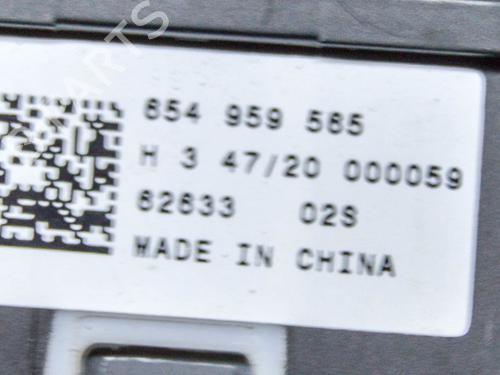 654 959 565
H 3 47/20 000059
62633 02S
MADE IN CHINA